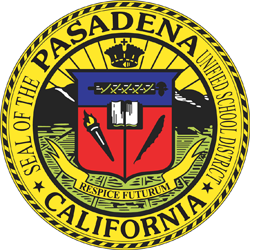 SEAL OF THE PASADENA UNIFIED SCHOOL DISTRICT
RESPICE FUTURUM
★ CALIFORNIA ★